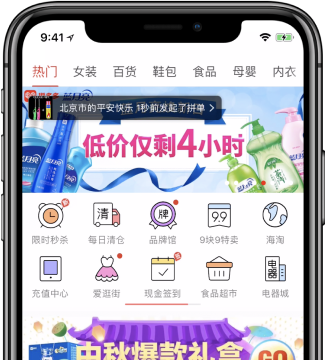 9:41
热门 女装 百货 鞋包 食品 母婴 内衣
北京市的平安快乐 1秒前发起了拼单
低价仅剩4小时
清 牌 9.9
限时秒杀 每日清仓 品牌馆 9块9特卖 海淘
电器
充值中心 爱逛街 现金签到 食品超市 电器城
中秋爆款礼盒